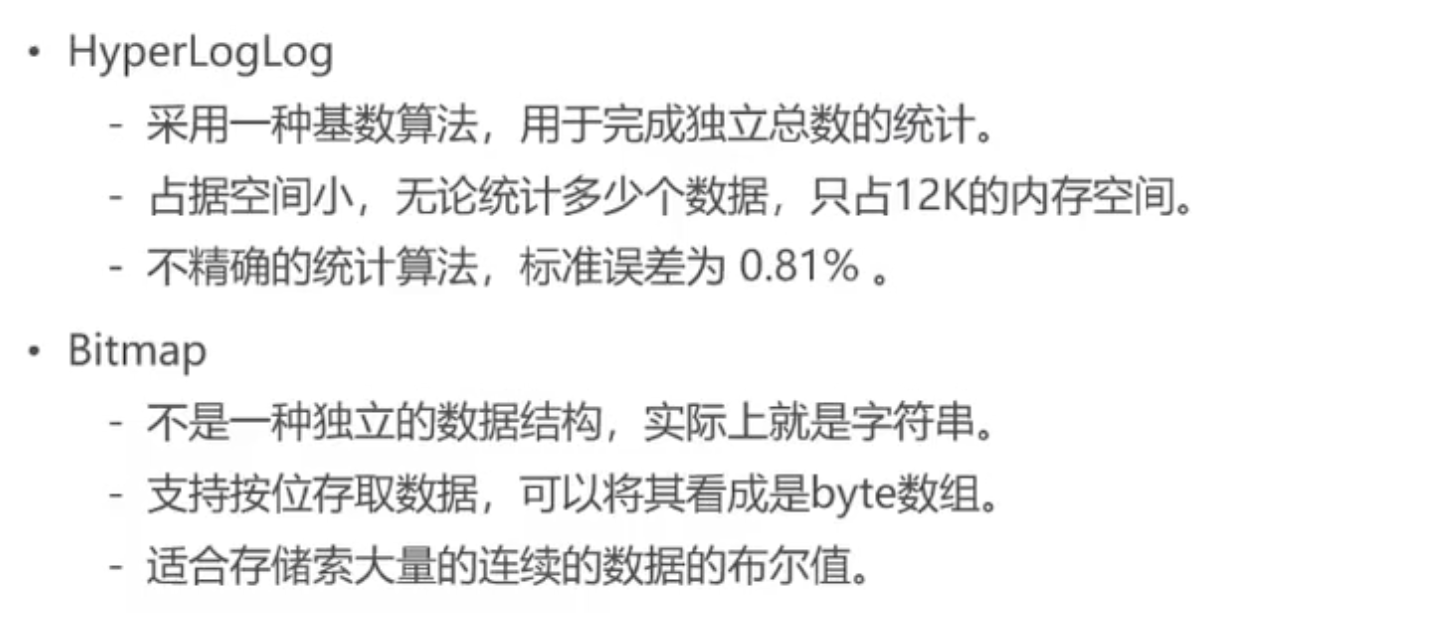 • HyperLogLog
- 采用一种基数算法，用于完成独立总数的统计。
- 占据空间小，无论统计多少个数据，只占12K的内存空间。
- 不精确的统计算法，标准误差为 0.81% 。
• Bitmap
- 不是一种独立的数据结构，实际上就是字符串。
- 支持按位存取数据，可以将其看成是byte数组。
- 适合存储索大量的连续的数据的布尔值。